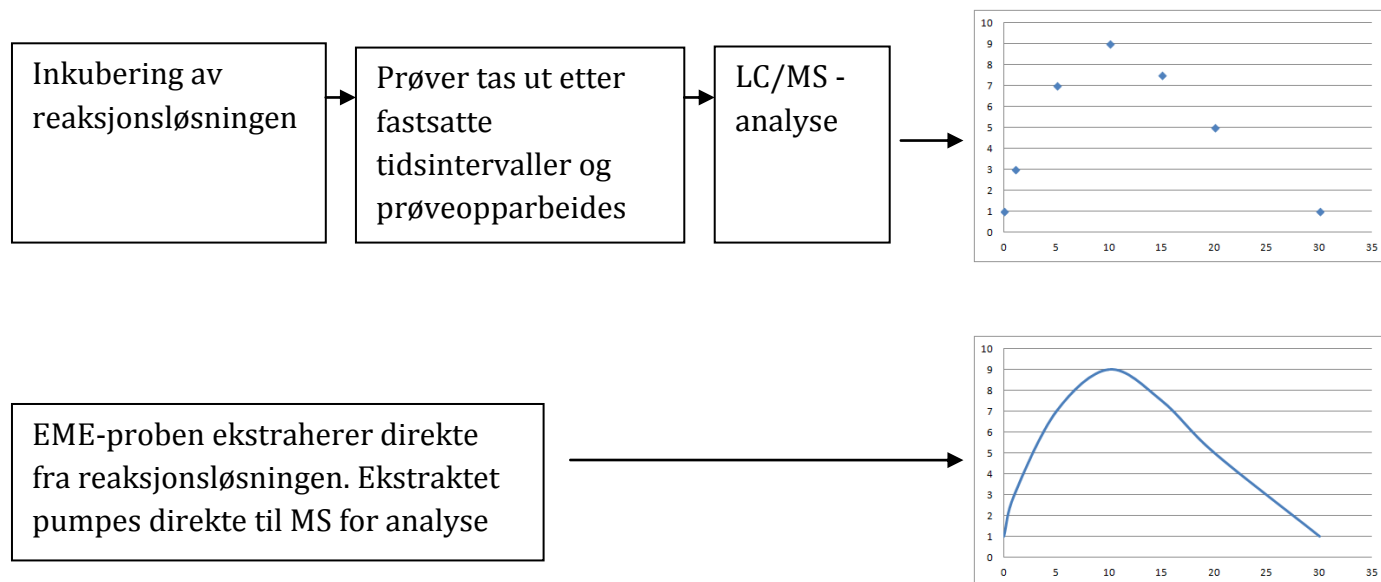 Inkubering av
reaksjonsløsningen
Prøver tas ut etter
fastsatte
tidsintervaller og
prøveopparbeides
LC/MS -
analyse
10
9
8
7
6
5
4
3
2
1
0
0 5 10 15 20 25 30 35
EME-proben ekstraherer direkte
fra reaksjonsløsningen. Ekstraktet
pumpes direkte til MS for analyse
10
9
8
7
6
5
4
3
2
1
0
0 5 10 15 20 25 30 35